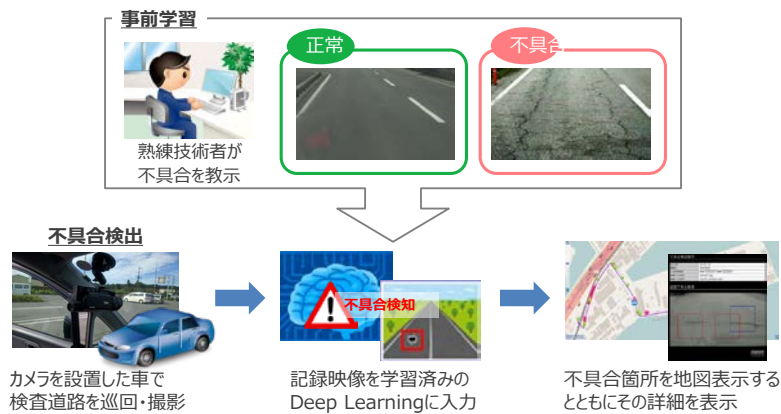 事前学習
正常
不具合
熟練技術者が
不具合を教示
不具合検出
不具合検知
カメラを設置した車で
検査道路を巡回・撮影
記録映像を学習済みの
Deep Learningに入力
不具合箇所を地図表示する
とともにその詳細を表示